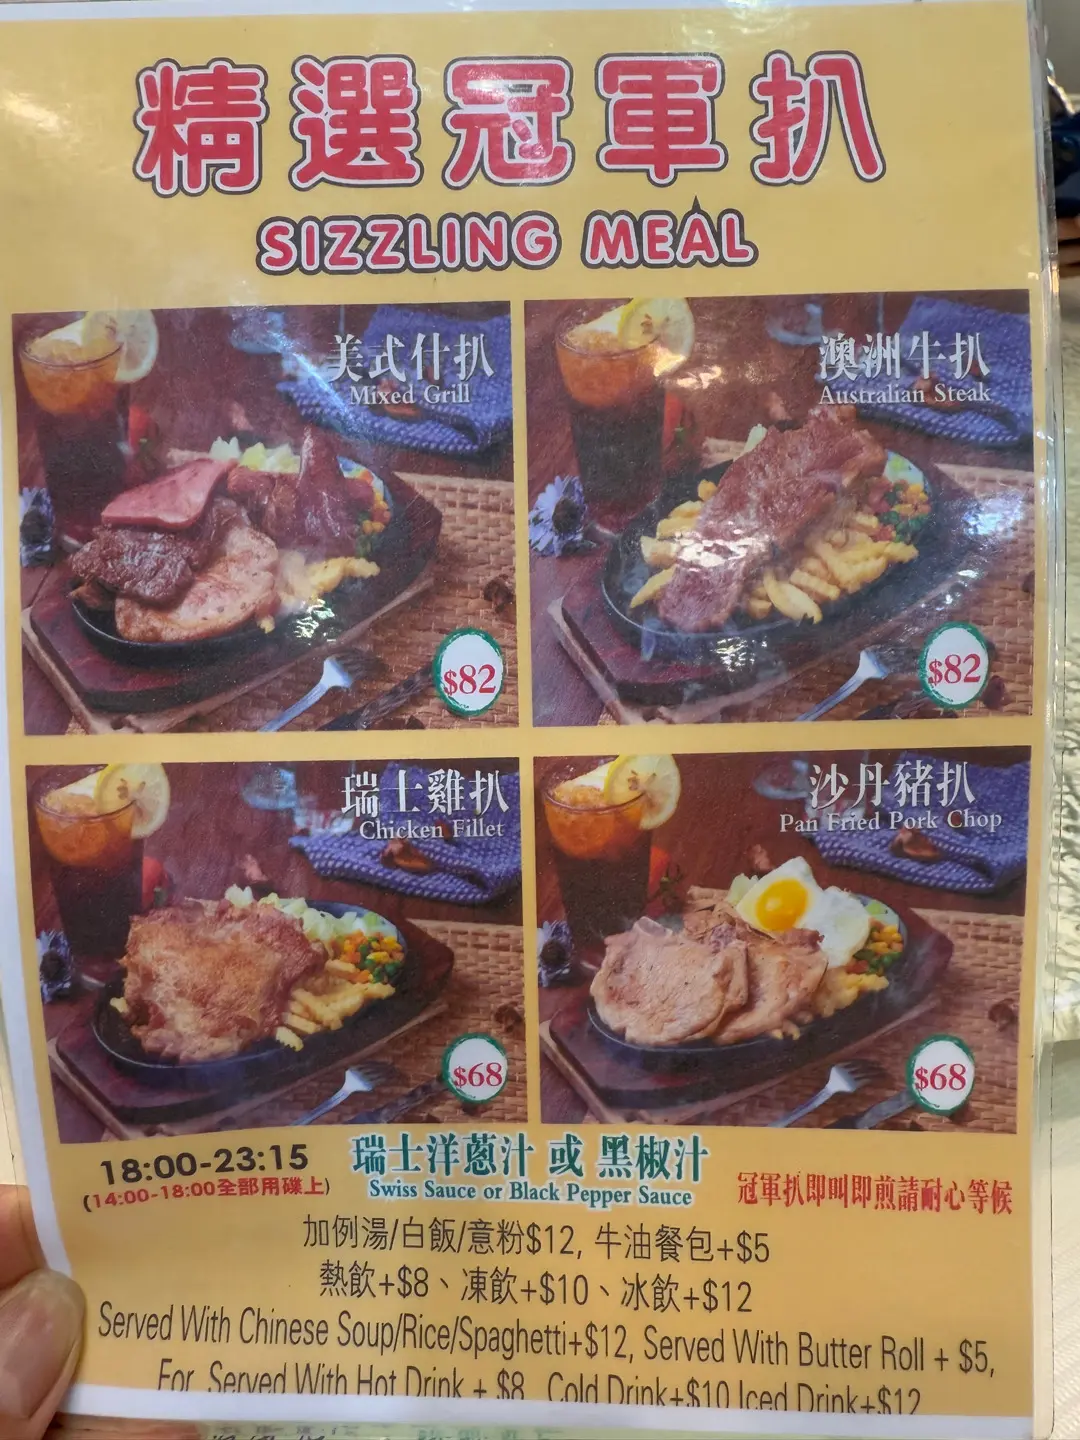 精選冠軍扒
SIZZLING MEAL
美式什扒
Mixed Grill
$82
澳洲牛扒
Australian Steak
$82
瑞士雞扒
Chicken Fillet
$68
沙丹豬扒
Pan Fried Pork Chop
$68
18:00-23:15
(14:00-18:00全部用碟上)
瑞士洋蔥汁 或 黑椒汁
Swiss Sauce or Black Pepper Sauce
冠軍扒即叫即煎請耐心等候
加例湯/白飯/意粉$12, 牛油餐包+$5
熱飲+$8、凍飲+$10、冰飲+$12
Served With Chinese Soup/Rice/Spaghetti+$12, Served With Butter Roll + $5,
For Served With Hot Drink + $8 Cold Drink+$10 Iced Drink+$12